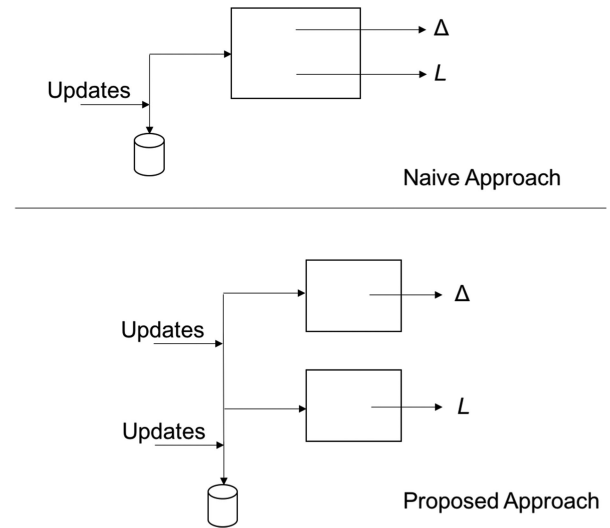 Δ
L
Updates
Naive Approach
Δ
Updates
L
Updates
Proposed Approach